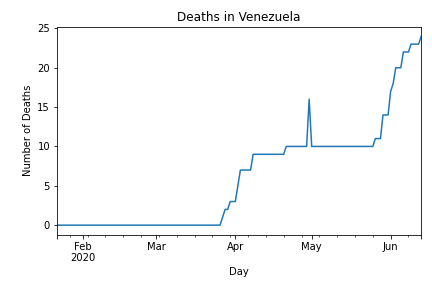 Deaths in Venezuela
Number of Deaths
25
20
15
10
5
0
Feb
2020
Mar
Apr
May
Jun
Day